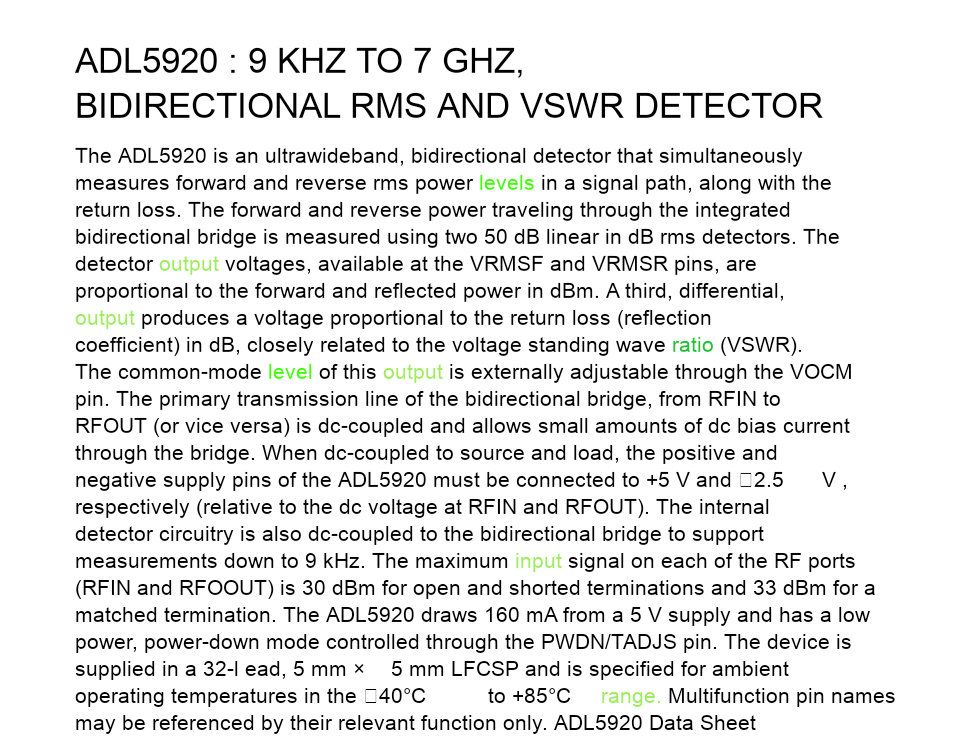 ADL5920 : 9 KHZ TO 7 GHZ,
BIDIRECTIONAL RMS AND VSWR DETECTOR
The ADL5920 is an ultrawideband, bidirectional detector that simultaneously
measures forward and reverse rms power levels in a signal path, along with the
return loss. The forward and reverse power traveling through the integrated
bidirectional bridge is measured using two 50 dB linear in dB rms detectors. The
detector output voltages, available at the VRMSF and VRMSR pins, are
proportional to the forward and reflected power in dBm. A third, differential,
output produces a voltage proportional to the return loss (reflection
coefficient) in dB, closely related to the voltage standing wave ratio (VSWR).
The common-mode level of this output is externally adjustable through the VOCM
pin. The primary transmission line of the bidirectional bridge, from RFIN to
RFOUT (or vice versa) is dc-coupled and allows small amounts of dc bias current
through the bridge. When dc-coupled to source and load, the positive and
negative supply pins of the ADL5920 must be connected to +5 V and □2.5 V ,
respectively (relative to the dc voltage at RFIN and RFOUT). The internal
detector circuitry is also dc-coupled to the bidirectional bridge to support
measurements down to 9 kHz. The maximum input signal on each of the RF ports
(RFIN and RFOOUT) is 30 dBm for open and shorted terminations and 33 dBm for a
matched termination. The ADL5920 draws 160 mA from a 5 V supply and has a low
power, power-down mode controlled through the PWDN/TADJS pin. The device is
supplied in a 32-l ead, 5 mm × 5 mm LFCSP and is specified for ambient
operating temperatures in the □40°C to +85°C range. Multifunction pin names
may be referenced by their relevant function only. ADL5920 Data Sheet